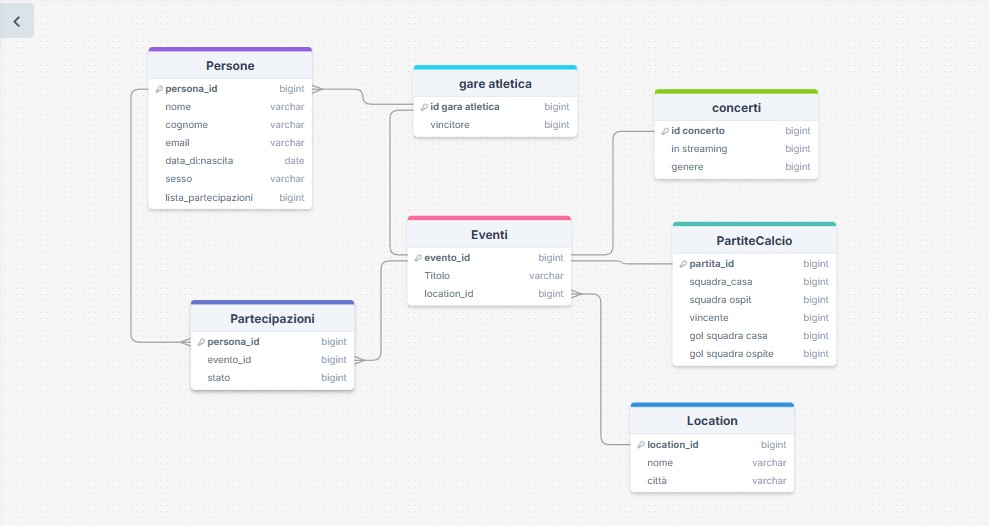 Persone
persona_id bigint
nome varchar
cognome varchar
email varchar
data_di:nascita date
sesso varchar
lista_partecipazioni bigint
gare atletica
id gara atletica bigint
vincitore bigint
concerti
id concerto bigint
in streaming bigint
genere bigint
Eventi
evento_id bigint
Titolo varchar
location_id bigint
PartiteCalcio
partita_id bigint
squadra_casa bigint
squadra ospit bigint
vincente bigint
gol squadra casa bigint
gol squadra ospite bigint
Partecipazioni
persona_id bigint
evento_id bigint
stato bigint
Location
location_id bigint
nome varchar
città varchar